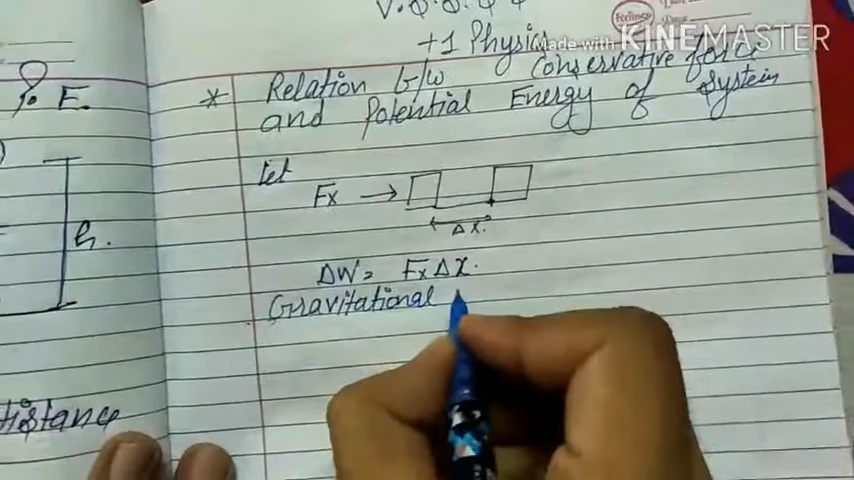 V.Q.Q.Q
+1 Physics
Made with KINEMASTER
* Relation b/w Conservative force
and Potential Energy of System
Let
Fx →
Δx.
ΔW = FxΔx.
Gravitational
E
h.
distance